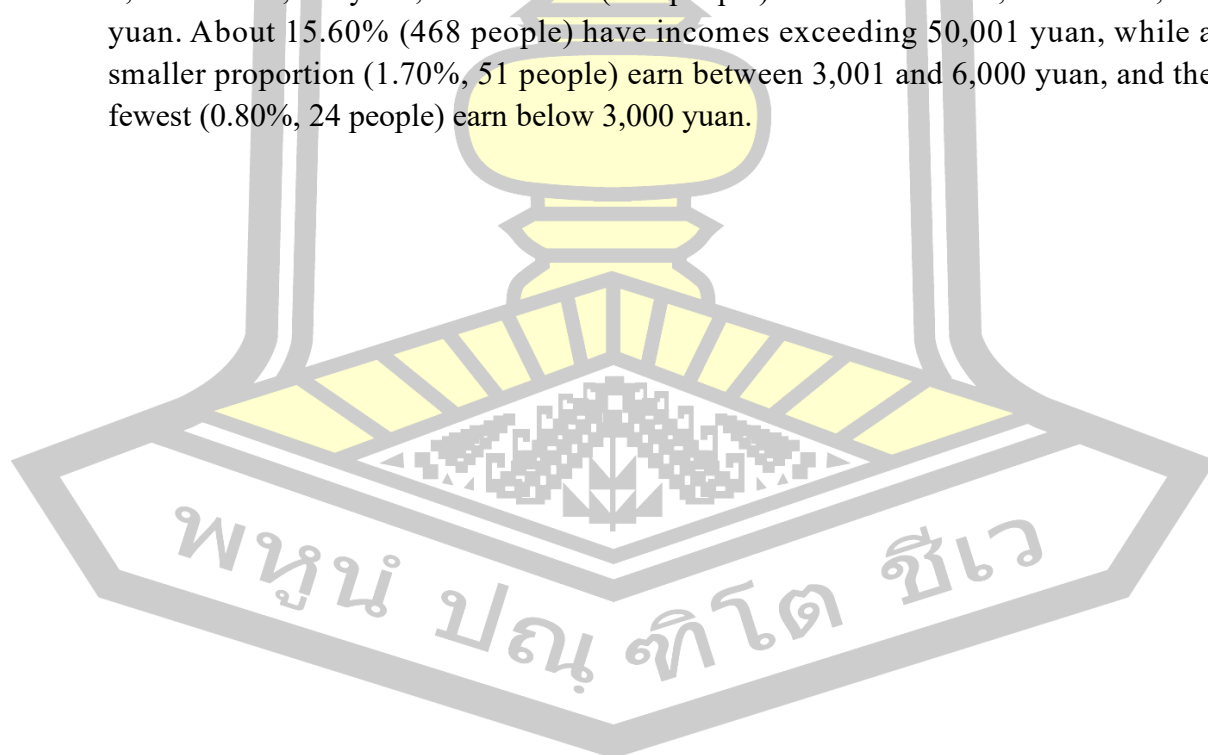 yuan. About 15.60% (468 people) have incomes exceeding 50,001 yuan, while a
smaller proportion (1.70%, 51 people) earn between 3,001 and 6,000 yuan, and the
fewest (0.80%, 24 people) earn below 3,000 yuan.
พหูนํ ปณฺฑิโต ชีเว